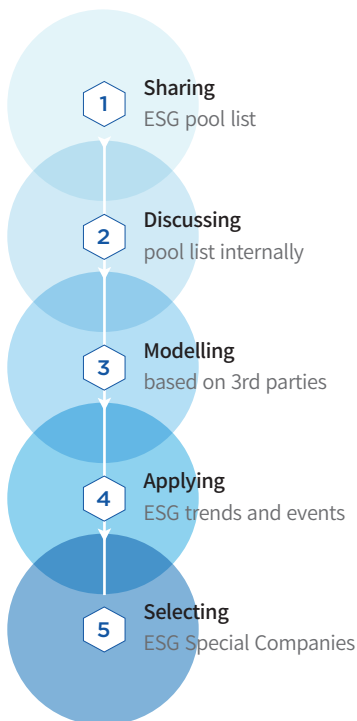 1
Sharing
ESG pool list
2
Discussing
pool list internally
3
Modelling
based on 3rd parties
4
Applying
ESG trends and events
5
Selecting
ESG Special Companies